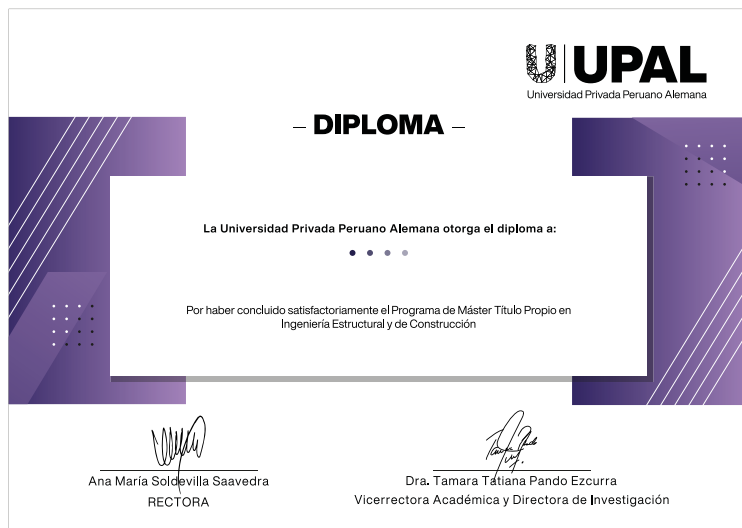 UPAL
Universidad Privada Peruano Alemana
– DIPLOMA –
La Universidad Privada Peruano Alemana otorga el diploma a:
Por haber concluido satisfactoriamente el Programa de Máster Título Propio en
Ingeniería Estructural y de Construcción
Ana María Soldevilla Saavedra
RECTORA
Dra. Tamara Tatiana Pando Ezcurra
Vicerrectora Académica y Directora de Investigación